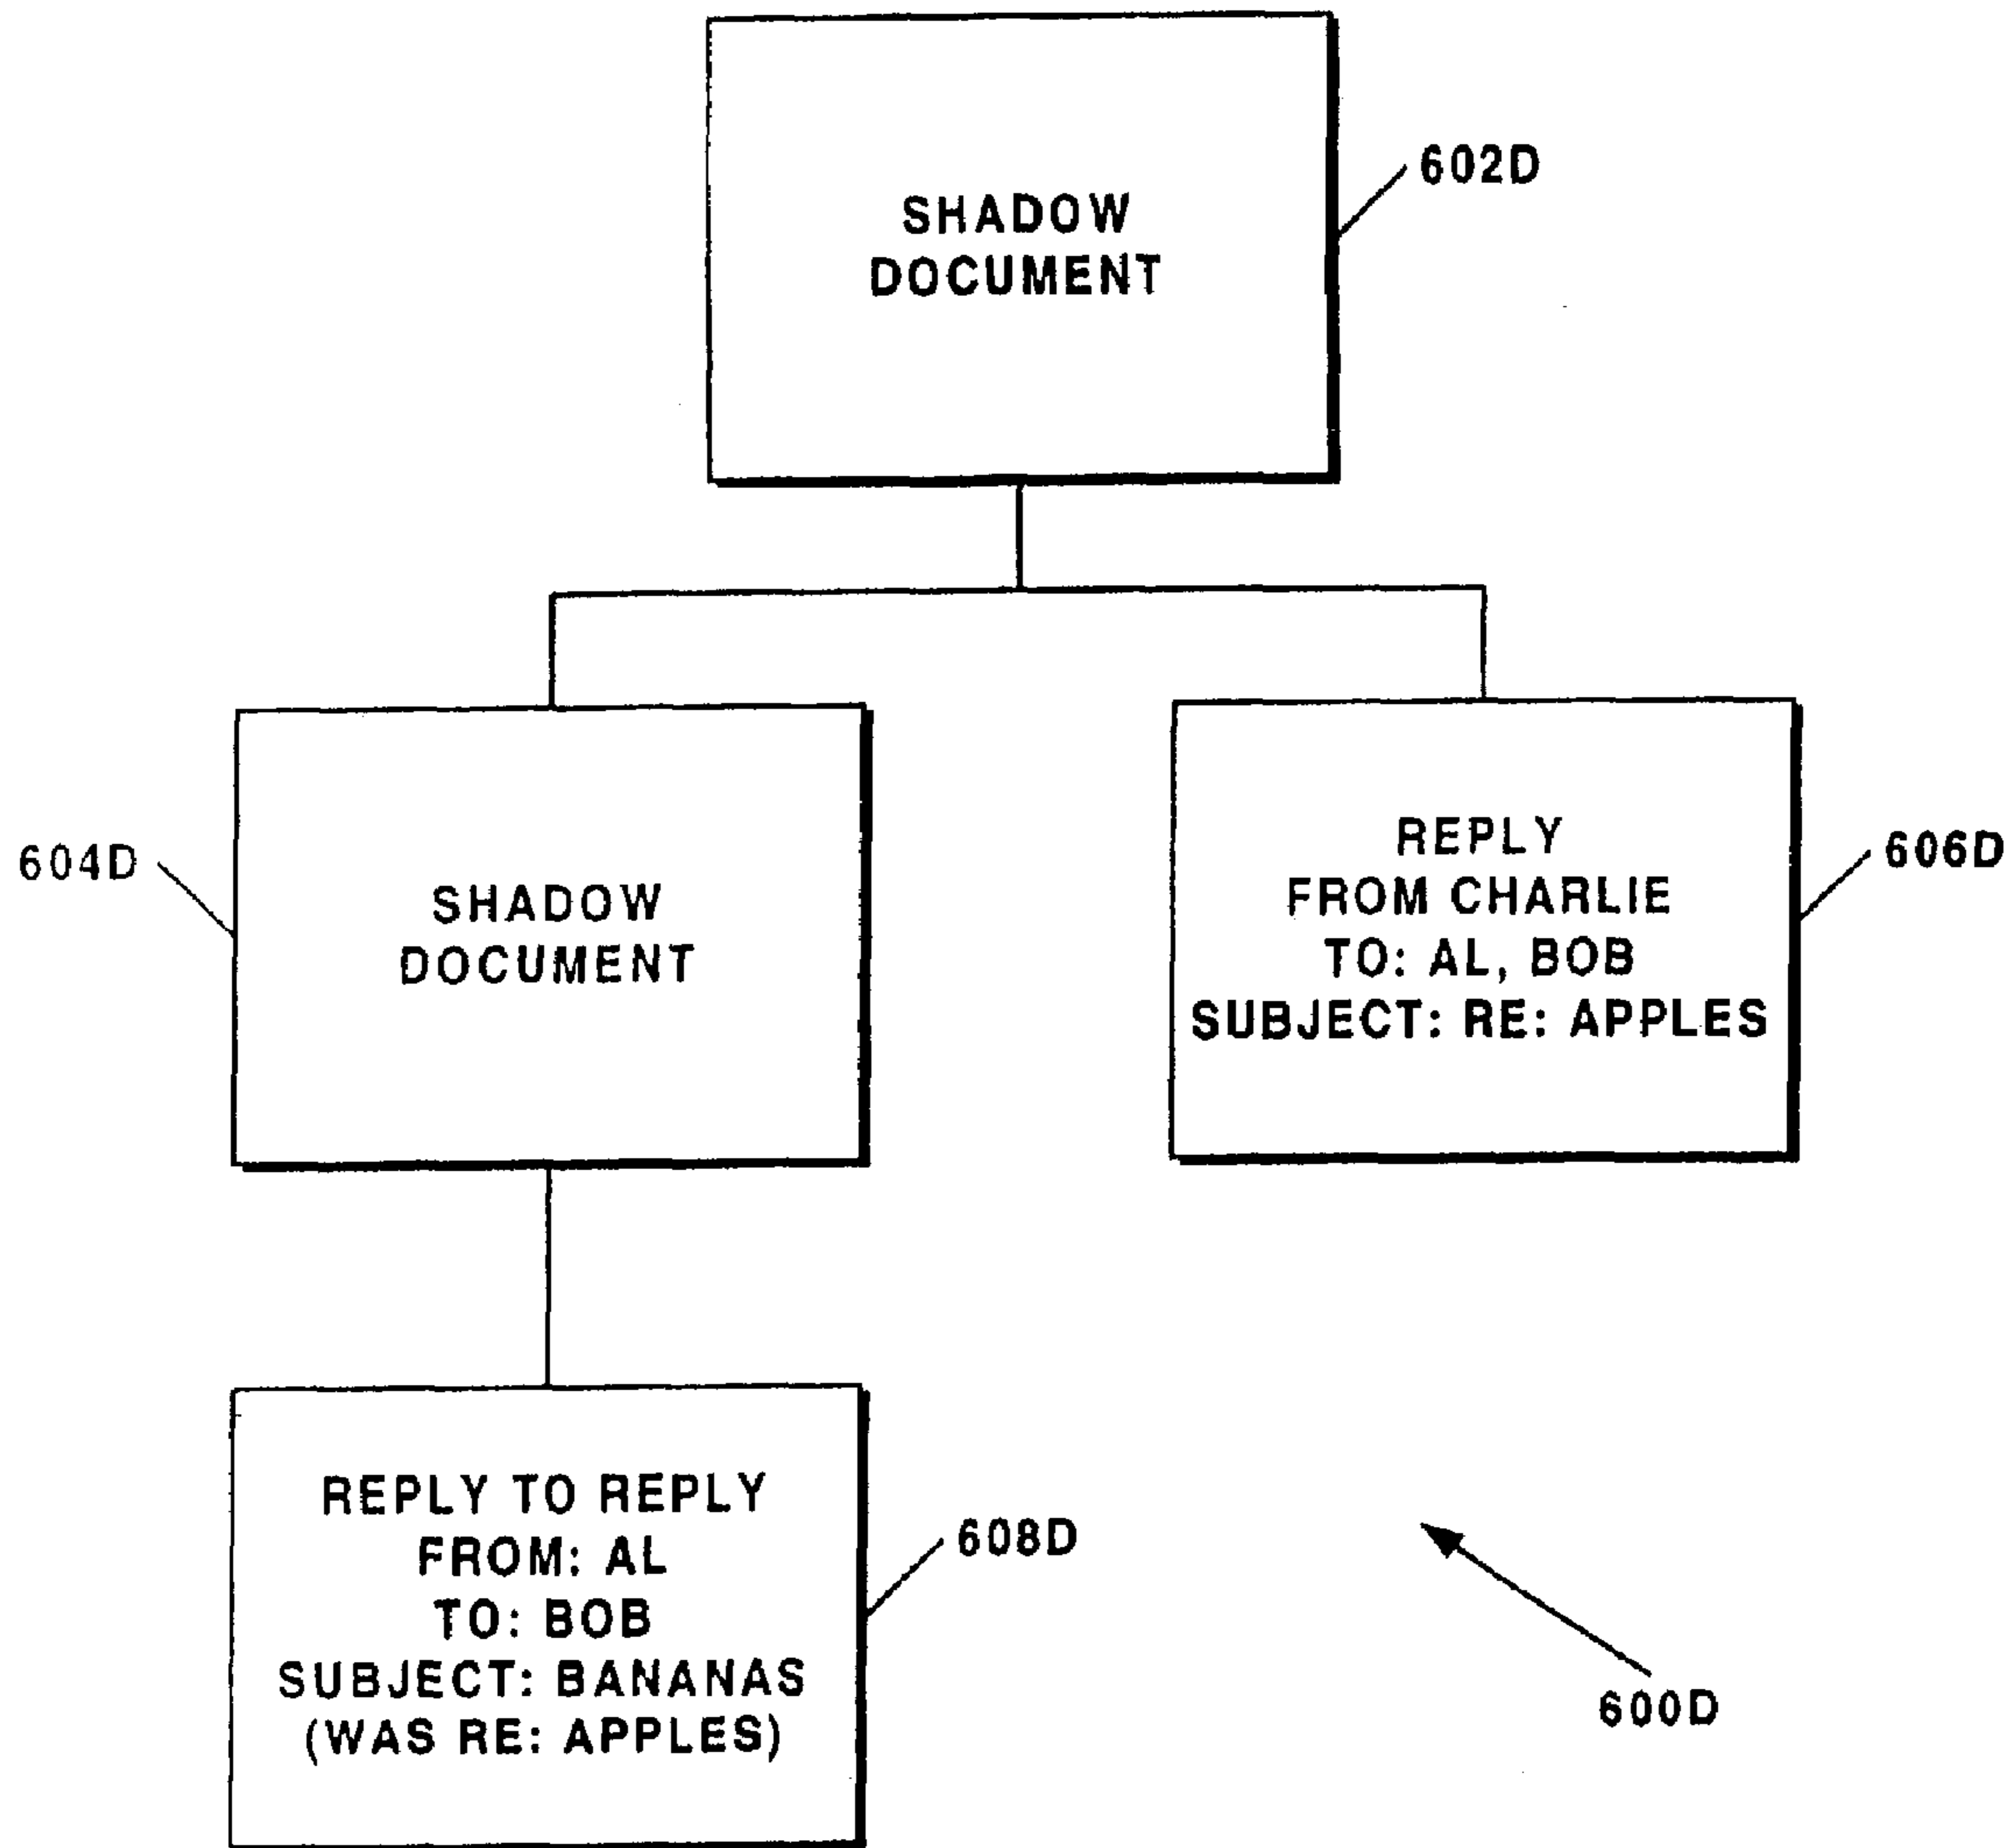 SHADOW
DOCUMENT
602D
604D
SHADOW
DOCUMENT
REPLY
FROM CHARLIE
TO: AL, BOB
SUBJECT: RE: APPLES
606D
REPLY TO REPLY
FROM: AL
TO: BOB
SUBJECT: BANANAS
(WAS RE: APPLES)
608D
600D